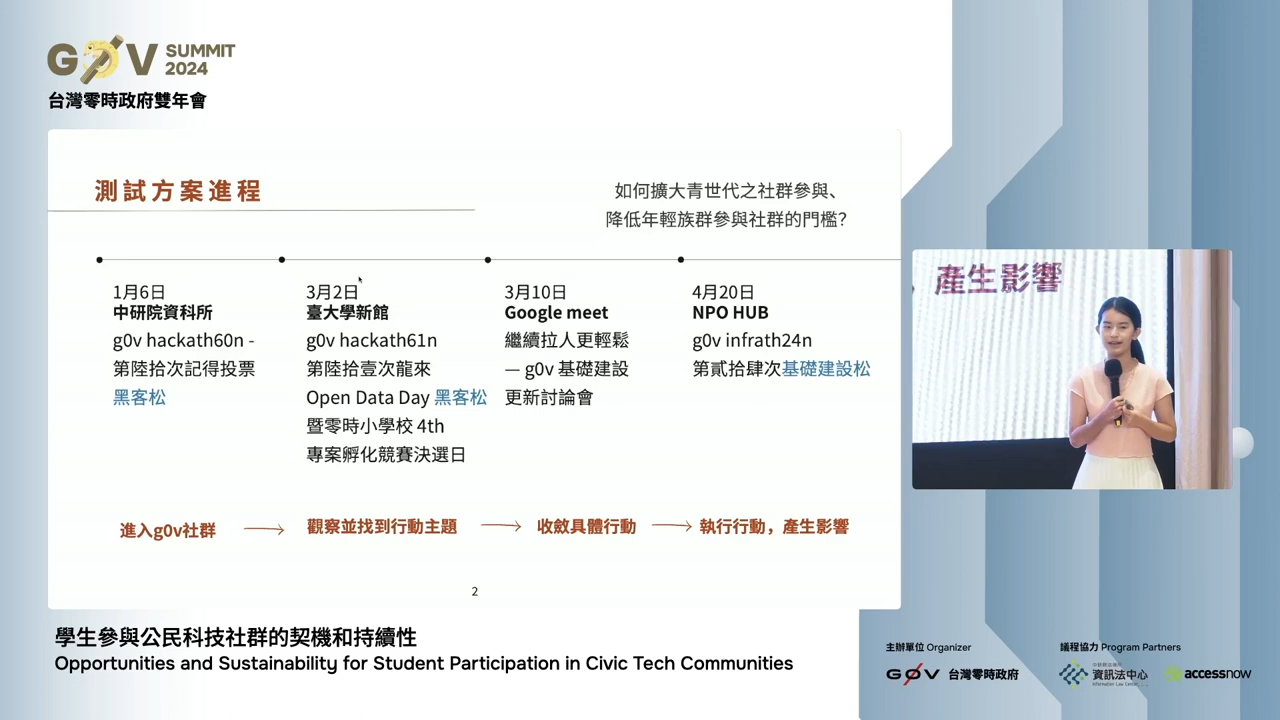 G0V SUMMIT 2024
台灣零時政府雙年會
測試方案進程
如何擴大青世代之社群參與、
降低年輕族群參與社群的門檻?
1月6日
中研院資科所
g0v hackath60n -
第陸拾次記得投票
黑客松
3月2日
臺大學新館
g0v hackath61n
第陸拾壹次龍來
Open Data Day 黑客松
暨零時小學校 4th
專案孵化競賽決選日
3月10日
Google meet
繼續拉人更輕鬆
— g0v 基礎建設
更新討論會
4月20日
NPO HUB
g0v infrath24n
第貳拾肆次基礎建設松
進入g0v社群
觀察並找到行動主題
收斂具體行動
執行行動，產生影響
2
產生影響
學生參與公民科技社群的契機和持續性
Opportunities and Sustainability for Student Participation in Civic Tech Communities
主辦單位 Organizer
G0V 台灣零時政府
議程協力 Program Partners
資訊法中心
Information Law Center
accessnow